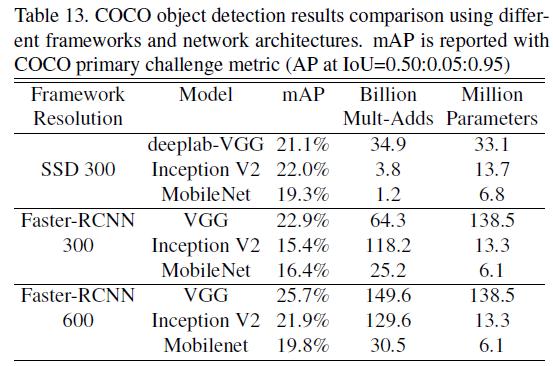 Table 13. COCO object detection results comparison using differ-
ent frameworks and network architectures. mAP is reported with
COCO primary challenge metric (AP at IoU=0.50:0.05:0.95)
Framework Model mAP Billion Million
Resolution Mult-Adds Parameters
deeplab-VGG 21.1% 34.9 33.1
SSD 300 Inception V2 22.0% 3.8 13.7
MobileNet 19.3% 1.2 6.8
Faster-RCNN VGG 22.9% 64.3 138.5
300 Inception V2 15.4% 118.2 13.3
MobileNet 16.4% 25.2 6.1
Faster-RCNN VGG 25.7% 149.6 138.5
600 Inception V2 21.9% 129.6 13.3
Mobilenet 19.8% 30.5 6.1